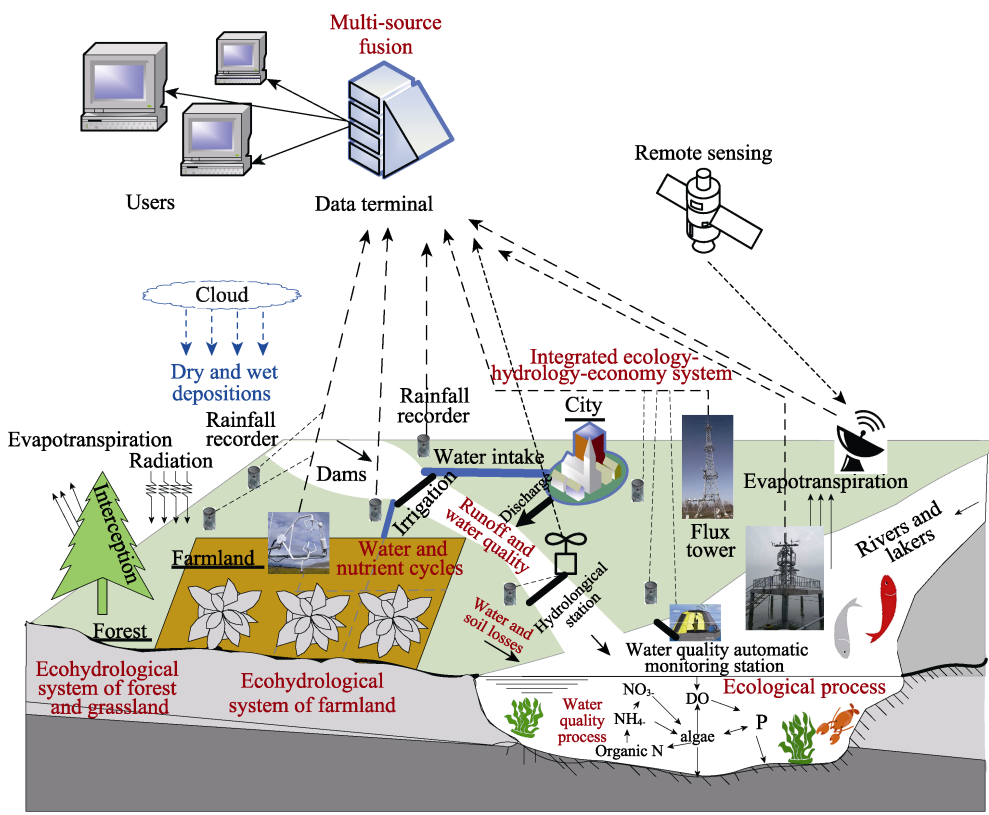 Multi-source
fusion
Remote sensing
Users
Data terminal
Cloud
Dry and wet
depositions
Integrated ecology-
hydrology-economy system
Rainfall
recorder
Rainfall
recorder
City
Evapotranspiration
Radiation
Dams
Water intake
Evapotranspiration
Interception
Irrigation
Discharge
Flux
tower
Rivers and
lakers
Runoff and
water quality
Farmland
Water and
nutrient cycles
Hydrolongical
station
Forest
Water and
soil losses
Water quality automatic
monitoring station
Ecohydrological
system of forest
and grassland
Ecohydrological
system of farmland
Ecological process
Water
quality
process
NO3-
DO
NH4-
P
algae
Organic N